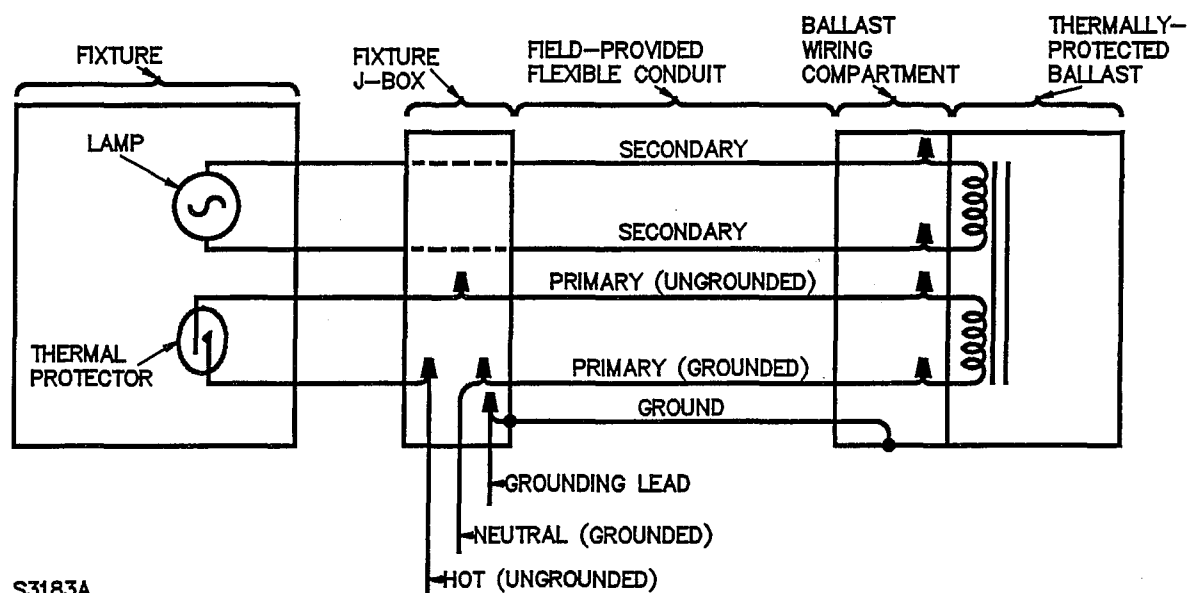 FIXTURE
FIXTURE
J-BOX
FIELD-PROVIDED
FLEXIBLE CONDUIT
BALLAST
WIRING
COMPARTMENT
THERMALLY-
PROTECTED
BALLAST
LAMP
SECONDARY
SECONDARY
PRIMARY (UNGROUNDED)
THERMAL
PROTECTOR
PRIMARY (GROUNDED)
GROUND
GROUNDING LEAD
NEUTRAL (GROUNDED)
HOT (UNGROUNDED)
S3183A